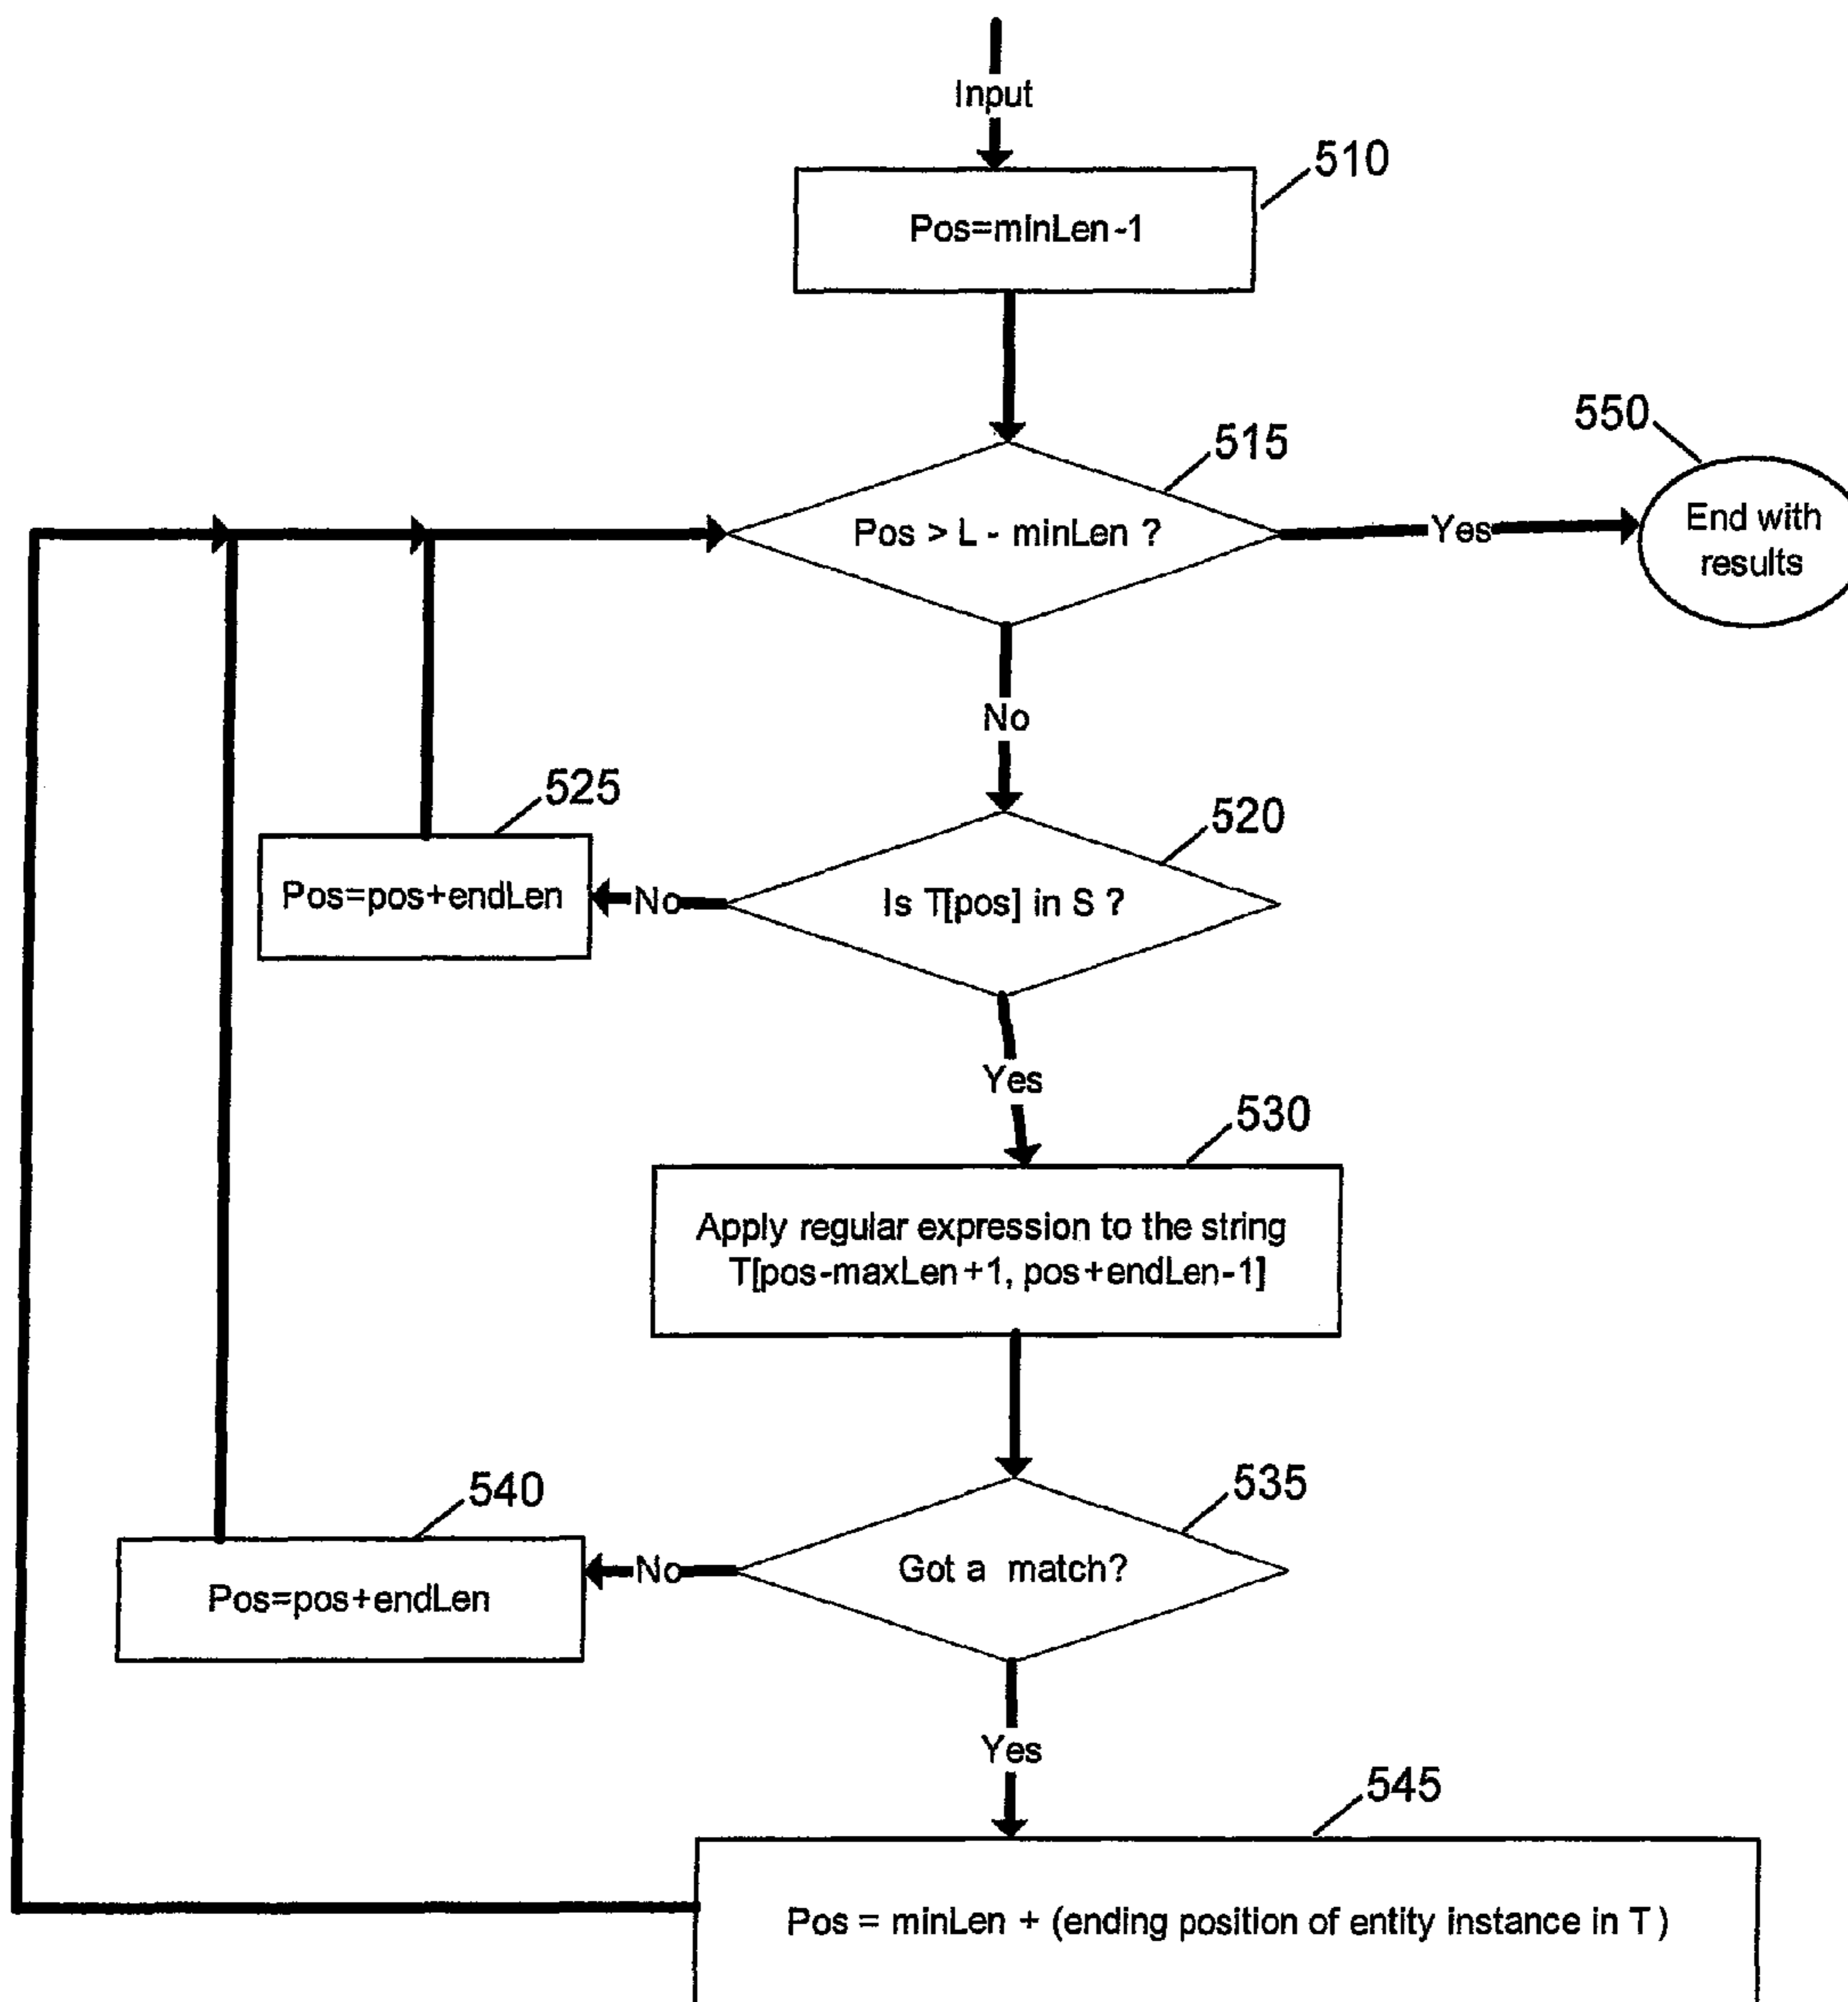 Input
510
Pos=minLen-1
550
515
Pos > L - minLen ?
Yes
End with
results
No
525
520
Pos=pos+endLen
No
Is T[pos] in S ?
Yes
530
Apply regular expression to the string
T[pos-maxLen+1, pos+endLen-1]
540
535
Pos=pos+endLen
No
Got a match?
Yes
545
Pos = minLen + (ending position of entity instance in T)